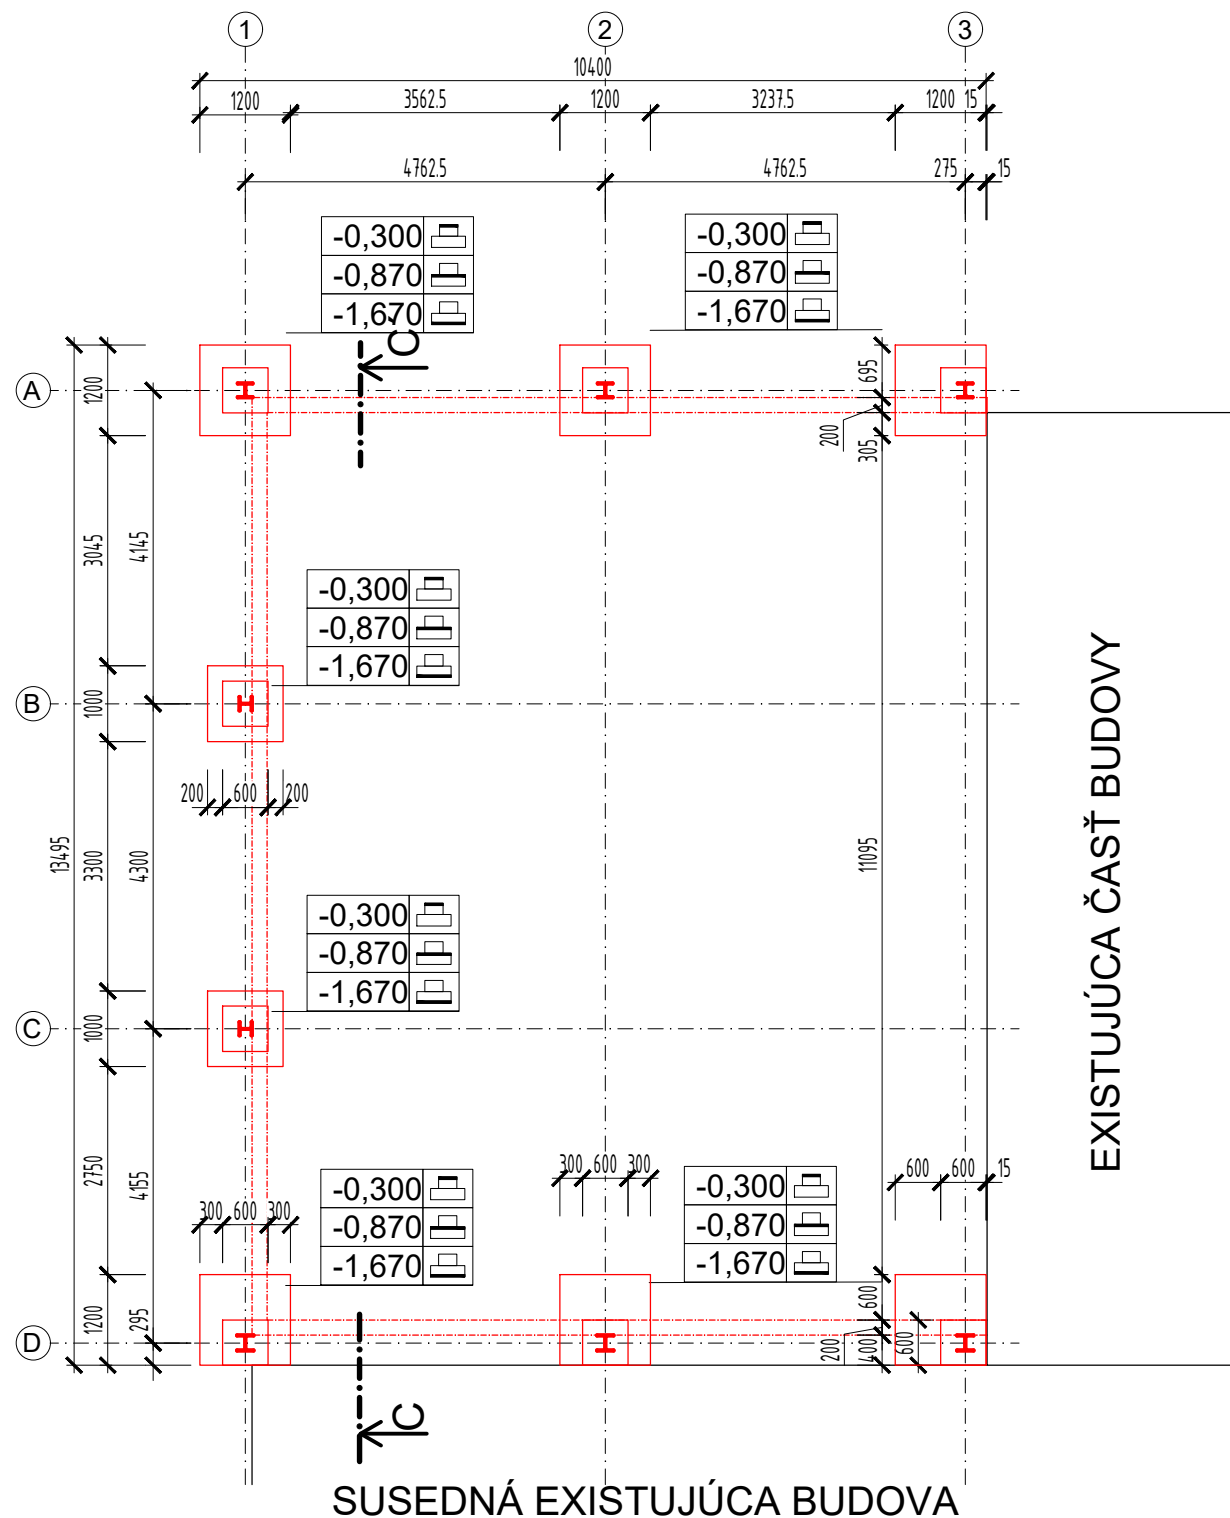 1 2 3
10400
1200 3562.5 1200 3237.5 1200 15
4762.5 4762.5 275 15
-0,300
-0,870
-1,670
-0,300
-0,870
-1,670
C
A
B
C
D
13495
1200
3045
1000
3300
1000
2750
1200
4145
4300
4155
295
695
200
305
11095
600
200
400
600
-0,300
-0,870
-1,670
200 600 200
-0,300
-0,870
-1,670
300 600 300
300 600 300
600 600 15
-0,300
-0,870
-1,670
-0,300
-0,870
-1,670
C
EXISTUJÚCA ČASŤ BUDOVY
SUSEDNÁ EXISTUJÚCA BUDOVA